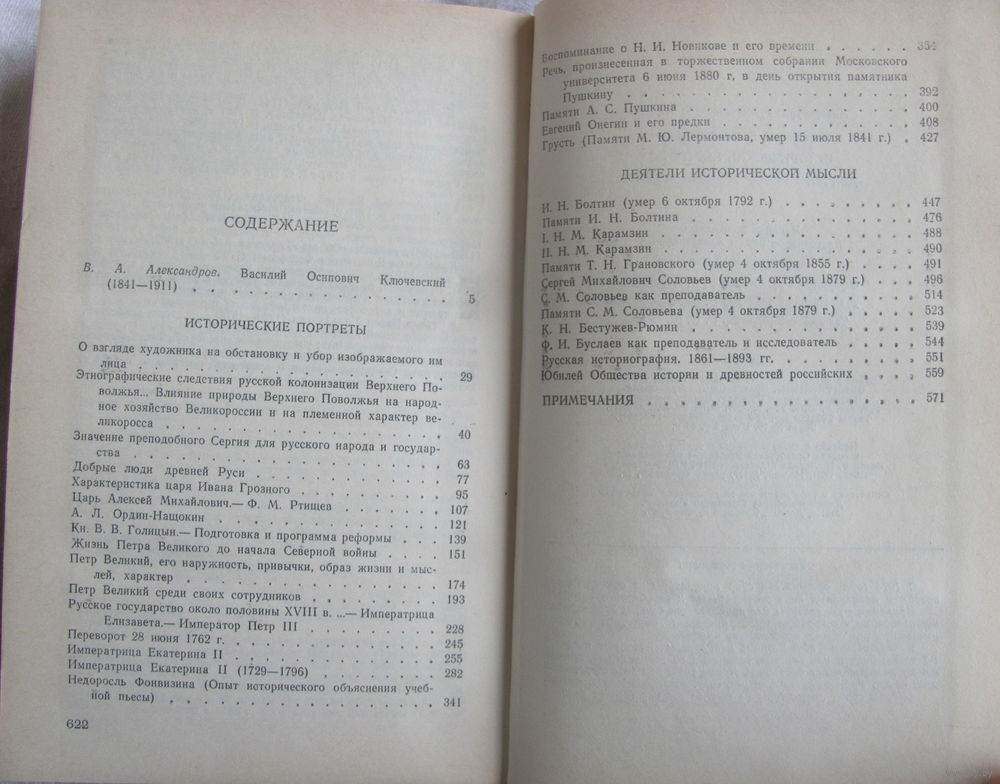 СОДЕРЖАНИЕ
В. А. Александров. Василий Осипович Ключевский
(1841—1911) . . . . . . . . . . . . . . . 5
ИСТОРИЧЕСКИЕ ПОРТРЕТЫ
О взгляде художника на обстановку и убор изображаемого им
лица . . . . . . . . . . . . . . . . . 29
Этнографические следствия русской колонизации Верхнего По-
волжья... Влияние природы Верхнего Поволжья на народ-
ное хозяйство Великороссии и на племенной характер ве-
ликоросса . . . . . . . . . . . . . . . 40
Значение преподобного Сергия для русского народа и государ-
ства . . . . . . . . . . . . . . . . . 63
Добрые люди древней Руси . . . . . . . . . . 77
Характеристика царя Ивана Грозного . . . . . . . . 95
Царь Алексей Михайлович.— Ф. М. Ртищев . . . . . . 107
А. Л. Ордин-Нащокин . . . . . . . . . . . . 121
Кн. В. В. Голицын.— Подготовка и программа реформы . . . 139
Жизнь Петра Великого до начала Северной войны . . . . 151
Петр Великий, его наружность, привычки, образ жизни и мыс-
лей, характер . . . . . . . . . . . . . . 174
Петр Великий среди своих сотрудников . . . . . . . 193
Русское государство около половины XVIII в. ...— Императрица
Елизавета.— Император Петр III . . . . . . . 228
Переворот 28 июня 1762 г. . . . . . . . . . . . 245
Императрица Екатерина II . . . . . . . . . . . 255
Императрица Екатерина II (1729—1796) . . . . . . . 282
Недоросль Фонвизина (Опыт исторического объяснения учеб-
ной пьесы) . . . . . . . . . . . . . . . 341
622
Воспоминание о Н. И. Новикове и его времени . . . . . .
Речь, произнесенная в торжественном собрании Московского
университета 6 июня 1880 г, в день открытия памятника
Пушкину . . . . . . . . . . . . . . . . 392
Памяти А. С. Пушкина . . . . . . . . . . . . 400
Евгений Онегин и его предки . . . . . . . . . . 408
Грусть (Памяти М. Ю. Лермонтова, умер 15 июля 1841 г.) . 427
ДЕЯТЕЛИ ИСТОРИЧЕСКОЙ МЫСЛИ
И. Н. Болтин (умер 6 октября 1792 г.) . . . . . . . 447
Памяти И. Н. Болтина . . . . . . . . . . . . 476
I. Н. М. Карамзин . . . . . . . . . . . . . 488
II. Н. М. Карамзин . . . . . . . . . . . . . 490
Памяти Т. Н. Грановского (умер 4 октября 1855 г.) . . . . 491
Сергей Михайлович Соловьев (умер 4 октября 1879 г.) . . . 496
С. М. Соловьев как преподаватель . . . . . . . . . 514
Памяти С. М. Соловьева (умер 4 октября 1879 г.) . . . . 523
К. Н. Бестужев-Рюмин . . . . . . . . . . . . 539
Ф. И. Буслаев как преподаватель и исследователь . . . . 544
Русская историография. 1861—1893 гг. . . . . . . . . 551
Юбилей Общества истории и древностей российских . . . . 559
ПРИМЕЧАНИЯ . . . . . . . . . . . . . . . . 571